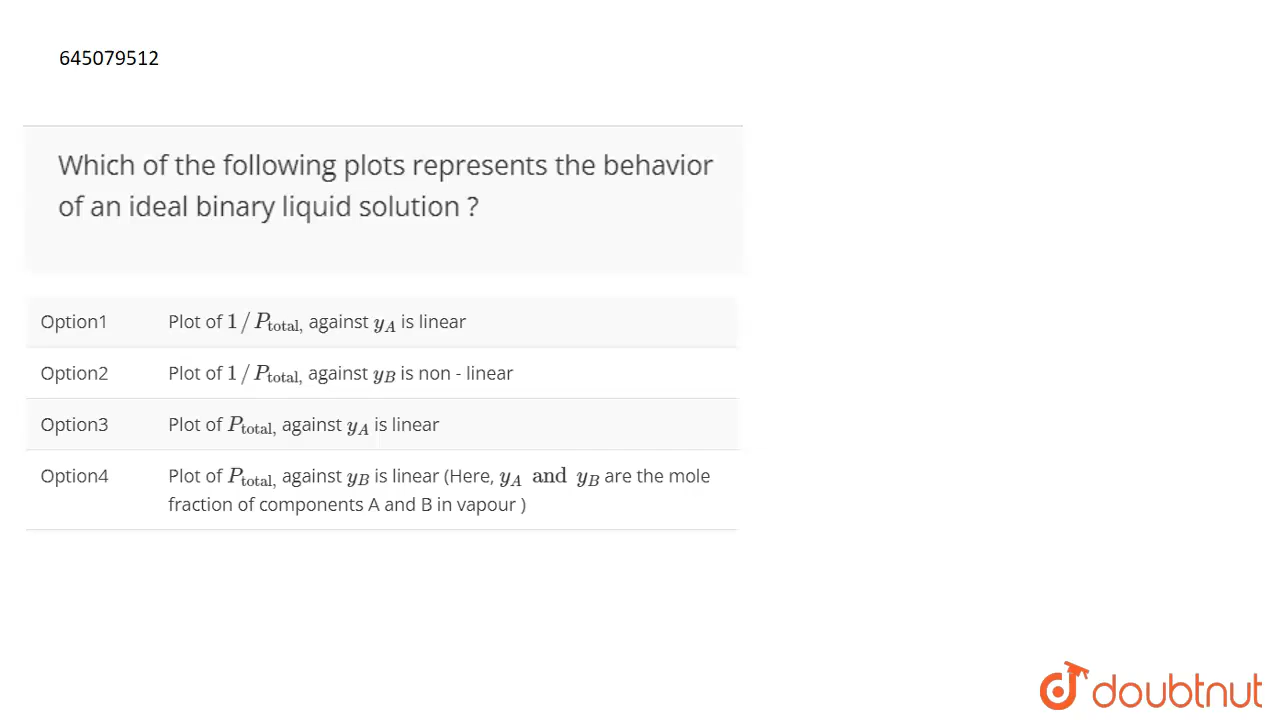 645079512
Which of the following plots represents the behavior
of an ideal binary liquid solution ?
Option1 Plot of 1/P_total, against y_A is linear
Option2 Plot of 1/P_total, against y_B is non - linear
Option3 Plot of P_total, against y_A is linear
Option4 Plot of P_total, against y_B is linear (Here, y_A and y_B are the mole
fraction of components A and B in vapour )
doubtnut